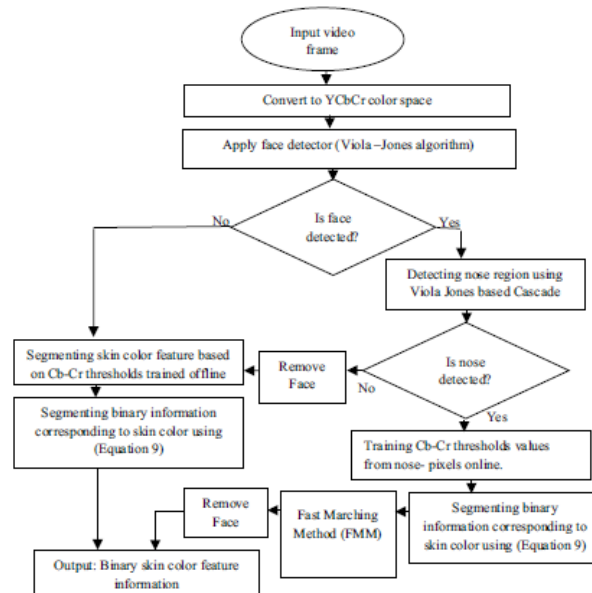 Input video
frame
Convert to YCbCr color space
Apply face detector (Viola –Jones algorithm)
Is face
detected?
No
Yes
Detecting nose region using
Viola Jones based Cascade
Is nose
detected?
No
Yes
Remove
Face
Segmenting skin color feature based
on Cb-Cr thresholds trained offline
Segmenting binary information
corresponding to skin color using
(Equation 9)
Training Cb-Cr thresholds values
from nose- pixels online.
Segmenting binary
information corresponding to
skin color using (Equation 9)
Fast Marching
Method (FMM)
Remove
Face
Output: Binary skin color feature
information